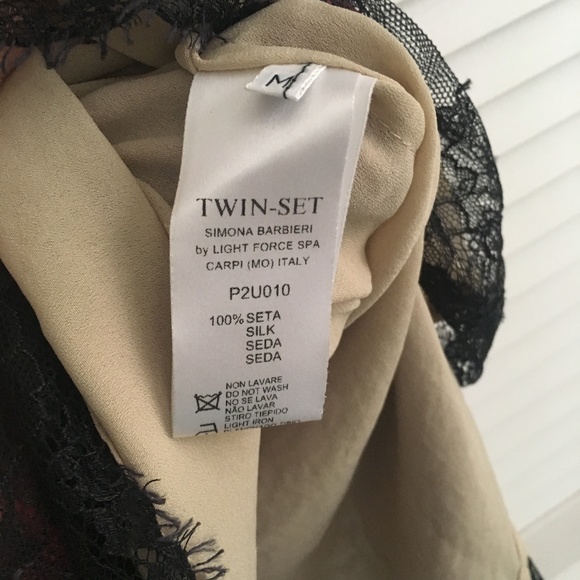 M
TWIN-SET
SIMONA BARBIERI
by LIGHT FORCE SPA
CARPI (MO) ITALY
P2U010
100% SETA
SILK
SEDA
SEDA
NON LAVARE
DO NOT WASH
NO SE LAVA
NÃO LAVAR
STIRO TIEPIDO
LIGHT IRON